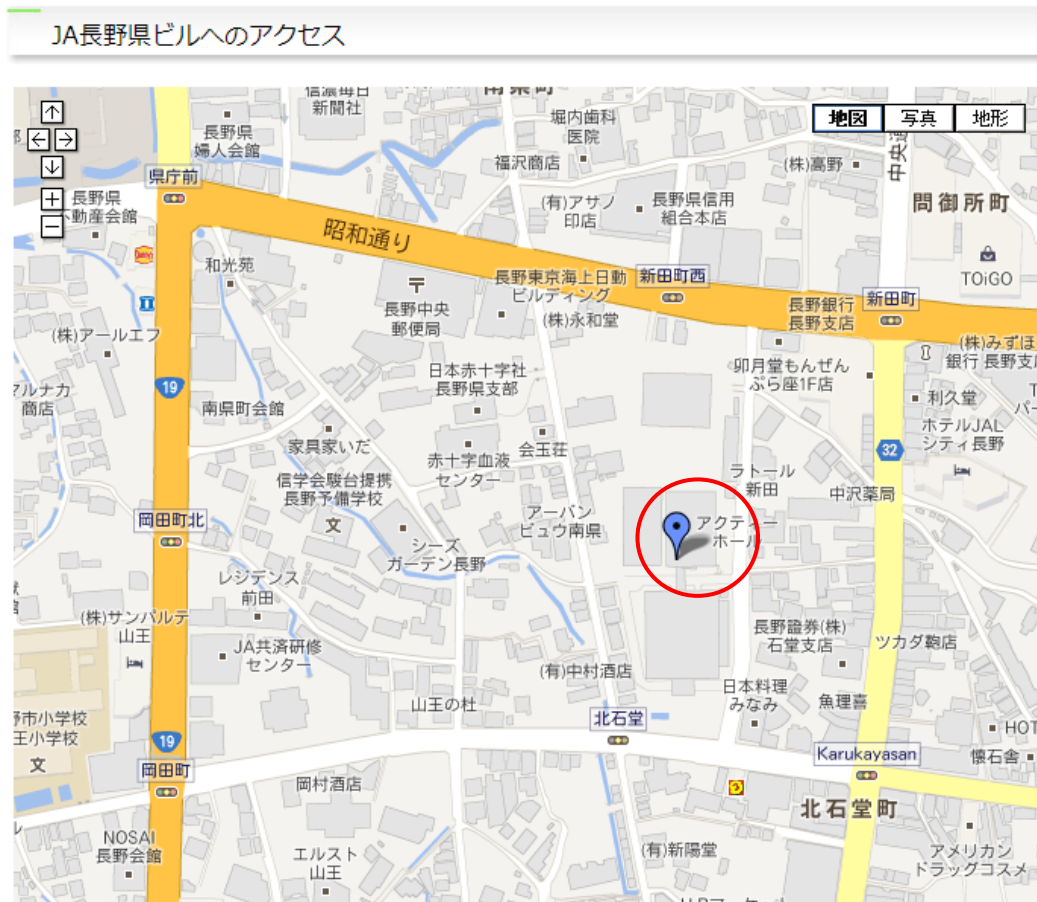 JA長野県ビルへのアクセス
信濃毎日
新聞社
南県町
堀内歯科
医院
地図
写真
地形
長野県
婦人会館
福沢商店
(株)高野
県庁前
長野県
不動産会館
(有)アサノ
印店
長野県信用
組合本店
問御所町
昭和通り
和光苑
TOiGO
長野東京海上日動
ビルディング
新田町西
長野中央
郵便局
(株)永和堂
長野銀行
長野支店
新田町
(株)アールエフ
(株)みずほ
銀行 長野支
日本赤十字社
長野県支部
卯月堂もんぜん
ぷら座1F店
19
マルナカ
商店
南県町会館
利久堂
ホテルJAL
シティ長野
家具家いだ
会玉荘
32
赤十字血液
センター
信学会駿台提携
長野予備学校
文
ラトール
新田
中沢薬局
岡田町北
アーバン
ビュウ南県
アクティー
ホール
シーズ
ガーデン長野
レジデンス
前田
(株)サンパルテ
山王
JA共済研修
センター
長野證券(株)
石堂支店
ツカダ鞄店
(有)中村酒店
日本料理
みなみ
魚理喜
山王の杜
北石堂
野市小学校
王小学校
文
HOT
懐石舎
19
岡田町
Karukayasan
岡村酒店
北石堂町
NOSAI
長野会館
エルスト
山王
(有)新陽堂
アメリカン
ドラッグコスメ